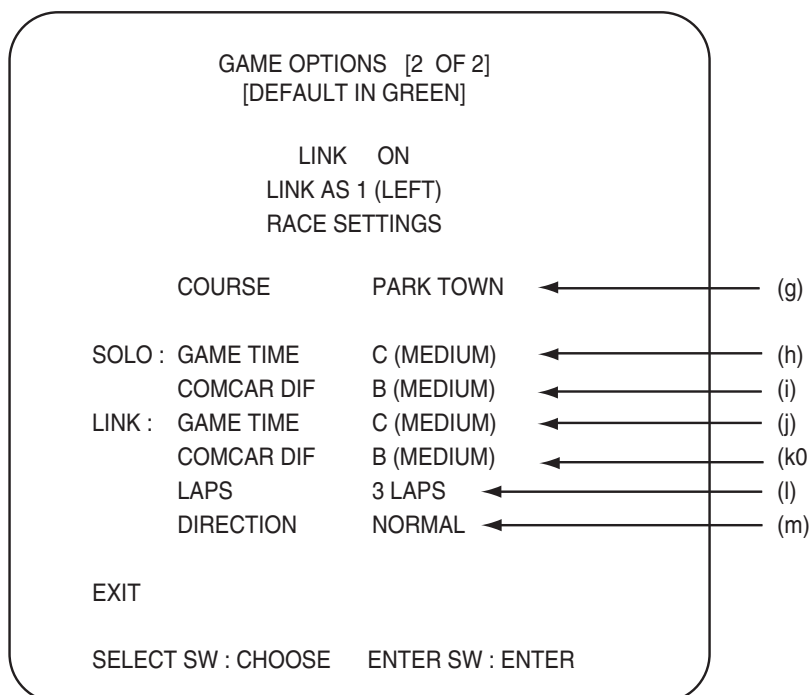 GAME OPTIONS [2 OF 2]
[DEFAULT IN GREEN]
LINK ON
LINK AS 1 (LEFT)
RACE SETTINGS
COURSE PARK TOWN (g)
SOLO : GAME TIME C (MEDIUM) (h)
COMCAR DIF B (MEDIUM) (i)
LINK : GAME TIME C (MEDIUM) (j)
COMCAR DIF B (MEDIUM) (k0
LAPS 3 LAPS (l)
DIRECTION NORMAL (m)
EXIT
SELECT SW : CHOOSE ENTER SW : ENTER